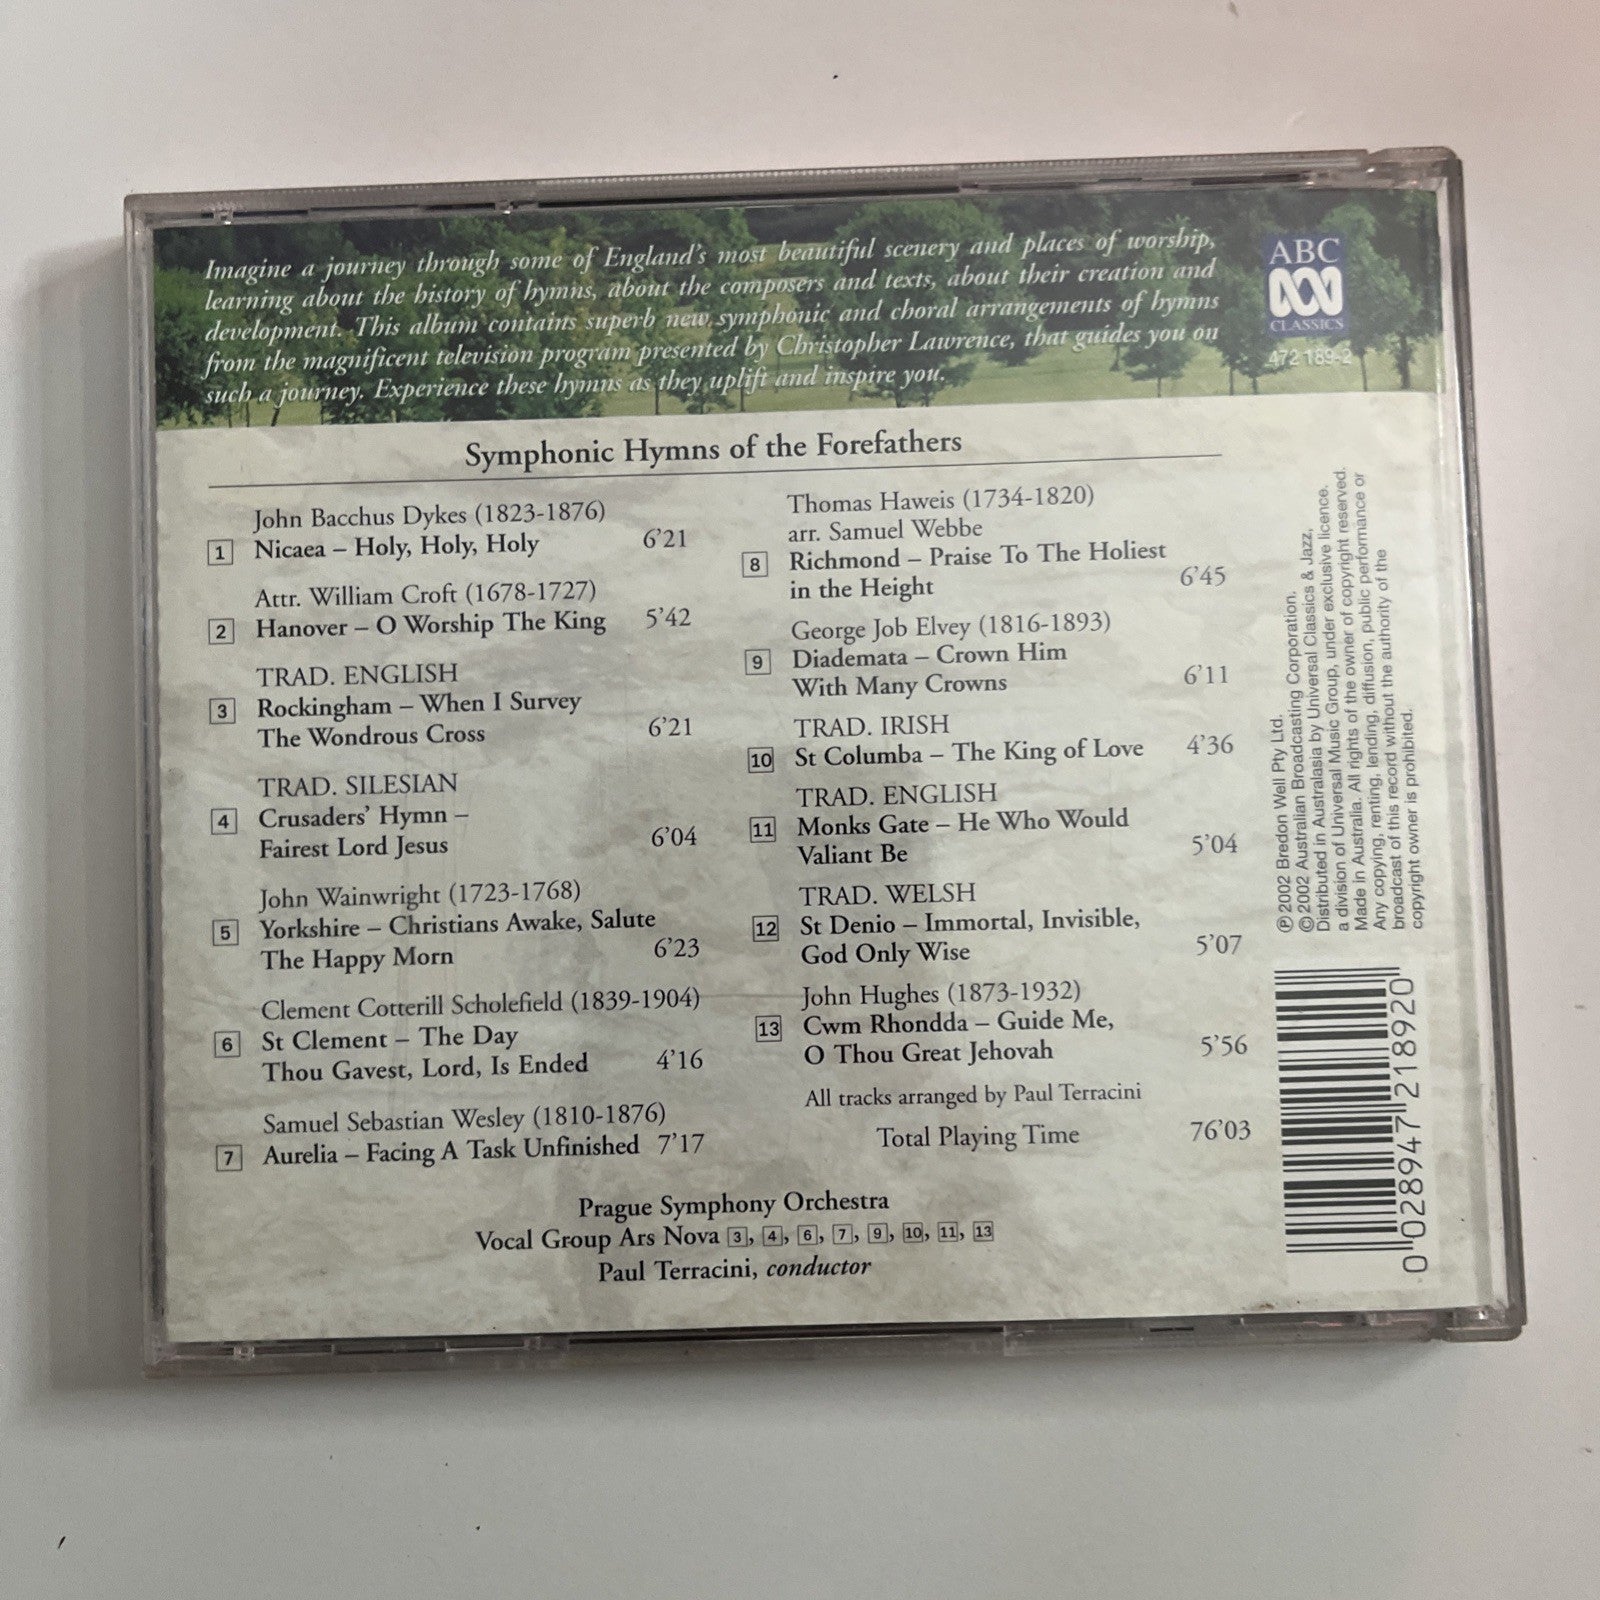 Imagine a journey through some of England's most beautiful scenery and places of worship,
learning about the history of hymns, about the composers and texts, about their creation and
development. This album contains superb new symphonic and choral arrangements of hymns
from the magnificent television program presented by Christopher Lawrence, that guides you on
such a journey. Experience these hymns as they uplift and inspire you.
ABC
CLASSICS
472 189-2
Symphonic Hymns of the Forefathers
John Bacchus Dykes (1823-1876)
1 Nicaea – Holy, Holy, Holy 6'21
Attr. William Croft (1678-1727)
2 Hanover – O Worship The King 5'42
TRAD. ENGLISH
3 Rockingham – When I Survey
The Wondrous Cross 6'21
TRAD. SILESIAN
4 Crusaders' Hymn –
Fairest Lord Jesus 6'04
John Wainwright (1723-1768)
5 Yorkshire – Christians Awake, Salute
The Happy Morn 6'23
Clement Cotterill Scholefield (1839-1904)
6 St Clement – The Day
Thou Gavest, Lord, Is Ended 4'16
Samuel Sebastian Wesley (1810-1876)
7 Aurelia – Facing A Task Unfinished 7'17
Thomas Haweis (1734-1820)
arr. Samuel Webbe
8 Richmond – Praise To The Holiest
in the Height 6'45
George Job Elvey (1816-1893)
9 Diademata – Crown Him
With Many Crowns 6'11
TRAD. IRISH
10 St Columba – The King of Love 4'36
TRAD. ENGLISH
11 Monks Gate – He Who Would
Valiant Be 5'04
TRAD. WELSH
12 St Denio – Immortal, Invisible,
God Only Wise 5'07
John Hughes (1873-1932)
13 Cwm Rhondda – Guide Me,
O Thou Great Jehovah 5'56
All tracks arranged by Paul Terracini
Total Playing Time 76'03
Prague Symphony Orchestra
Vocal Group Ars Nova 3, 4, 6, 7, 9, 10, 11, 13
Paul Terracini, conductor
℗ 2002 Bredon Well Pty Ltd.
© 2002 Australian Broadcasting Corporation.
Distributed in Australasia by Universal Classics & Jazz,
a division of Universal Music Group, under exclusive licence.
Made in Australia. All rights of the owner of copyright reserved.
Any copying, renting, lending, diffusion, public performance or
broadcast of this record without the authority of the
copyright owner is prohibited.
0 028947 218920